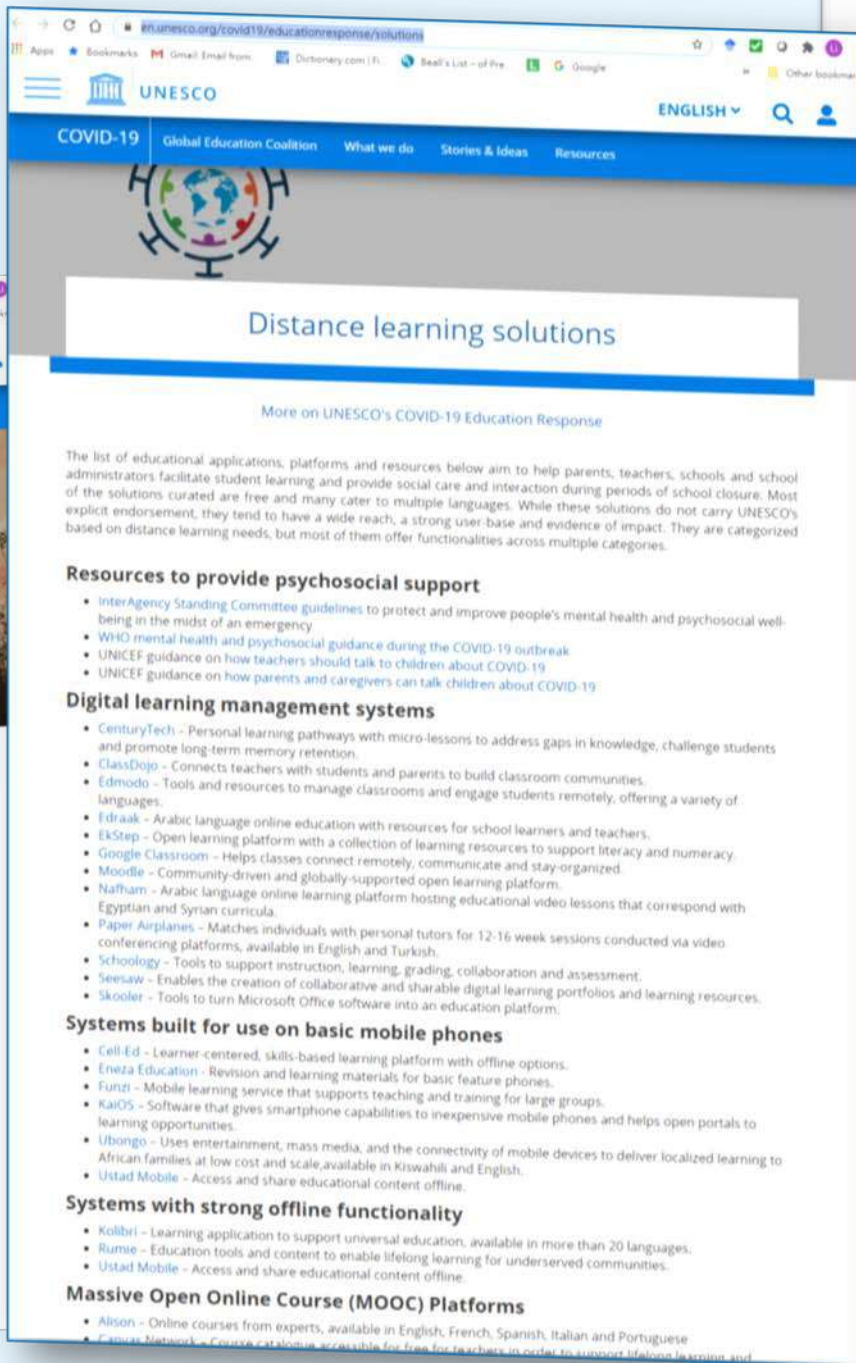 en.unesco.org/covid19/educationresponse/solutions
Apps Bookmarks Gmail: Email from Dictionary.com | Fi Beall's List – of Pre Google Other bookmar
UNESCO
ENGLISH
COVID-19 Global Education Coalition What we do Stories & Ideas Resources
Distance learning solutions
More on UNESCO's COVID-19 Education Response
The list of educational applications, platforms and resources below aim to help parents, teachers, schools and school
administrators facilitate student learning and provide social care and interaction during periods of school closure. Most
of the solutions curated are free and many cater to multiple languages. While these solutions do not carry UNESCO's
explicit endorsement, they tend to have a wide reach, a strong user-base and evidence of impact. They are categorized
based on distance learning needs, but most of them offer functionalities across multiple categories.
Resources to provide psychosocial support
• InterAgency Standing Committee guidelines to protect and improve people's mental health and psychosocial well-
being in the midst of an emergency
• WHO mental health and psychosocial guidance during the COVID-19 outbreak
• UNICEF guidance on how teachers should talk to children about COVID-19
• UNICEF guidance on how parents and caregivers can talk children about COVID-19
Digital learning management systems
• CenturyTech – Personal learning pathways with micro-lessons to address gaps in knowledge, challenge students
and promote long-term memory retention.
• ClassDojo – Connects teachers with students and parents to build classroom communities.
• Edmodo – Tools and resources to manage classrooms and engage students remotely, offering a variety of
languages.
• Edraak – Arabic language online education with resources for school learners and teachers.
• EkStep – Open learning platform with a collection of learning resources to support literacy and numeracy.
• Google Classroom – Helps classes connect remotely, communicate and stay-organized.
• Moodle – Community-driven and globally-supported open learning platform.
• Nafham – Arabic language online learning platform hosting educational video lessons that correspond with
Egyptian and Syrian curricula.
• Paper Airplanes – Matches individuals with personal tutors for 12-16 week sessions conducted via video
conferencing platforms, available in English and Turkish.
• Schoology – Tools to support instruction, learning, grading, collaboration and assessment.
• Seesaw – Enables the creation of collaborative and sharable digital learning portfolios and learning resources.
• Skooler – Tools to turn Microsoft Office software into an education platform.
Systems built for use on basic mobile phones
• Cell-Ed – Learner-centered, skills-based learning platform with offline options.
• Eneza Education - Revision and learning materials for basic feature phones.
• Funzi – Mobile learning service that supports teaching and training for large groups.
• KaiOS – Software that gives smartphone capabilities to inexpensive mobile phones and helps open portals to
learning opportunities.
• Ubongo – Uses entertainment, mass media, and the connectivity of mobile devices to deliver localized learning to
African families at low cost and scale,available in Kiswahili and English.
• Ustad Mobile – Access and share educational content offline.
Systems with strong offline functionality
• Kolibri – Learning application to support universal education, available in more than 20 languages.
• Rumie – Education tools and content to enable lifelong learning for underserved communities.
• Ustad Mobile – Access and share educational content offline.
Massive Open Online Course (MOOC) Platforms
• Alison – Online courses from experts, available in English, French, Spanish, Italian and Portuguese
• Canvas Network – Course catalogue accessible for free for teachers in order to support lifelong learning and